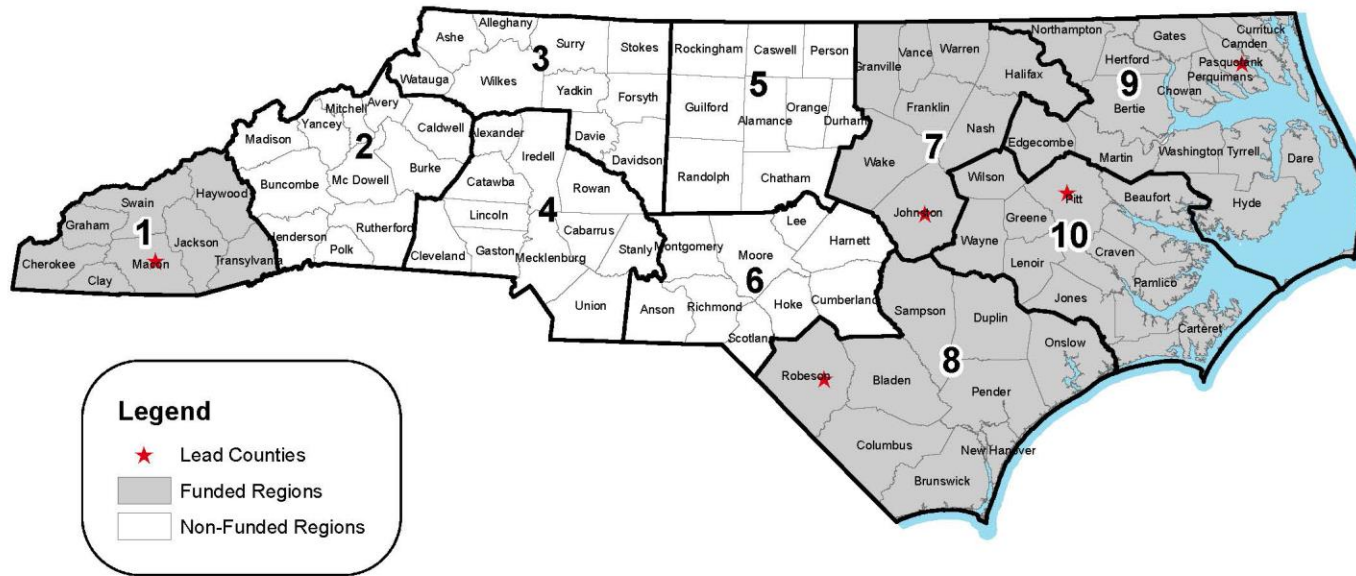 Alleghany
Ashe
Surry
Stokes
3
Watauga
Wilkes
Yadkin
Forsyth
Davie
Davidson
Rockingham
Caswell
Person
5
Guilford
Alamance
Orange
Durham
Randolph
Chatham
Granville
Vance
Warren
Halifax
Franklin
Nash
7
Wake
Johnston
Northampton
Gates
Currituck
Camden
Hertford
Pasquotank
9
Perquimans
Chowan
Bertie
Edgecombe
Martin
Washington
Tyrrell
Dare
Hyde
Mitchell
Avery
Yancey
Madison
2
Caldwell
Burke
Mc Dowell
Buncombe
Henderson
Polk
Rutherford
Alexander
Iredell
Catawba
Rowan
Lincoln
4
Cabarrus
Cleveland
Gaston
Mecklenburg
Stanly
Union
Swain
Haywood
Graham
1
Jackson
Cherokee
Macon
Transylvania
Clay
Lee
Montgomery
Moore
Harnett
6
Anson
Richmond
Hoke
Cumberland
Scotland
Wilson
Pitt
Beaufort
Greene
10
Wayne
Craven
Lenoir
Pamlico
Jones
Carteret
Sampson
Duplin
Onslow
8
Robeson
Bladen
Pender
Columbus
New Hanover
Brunswick
Legend
Lead Counties
Funded Regions
Non-Funded Regions